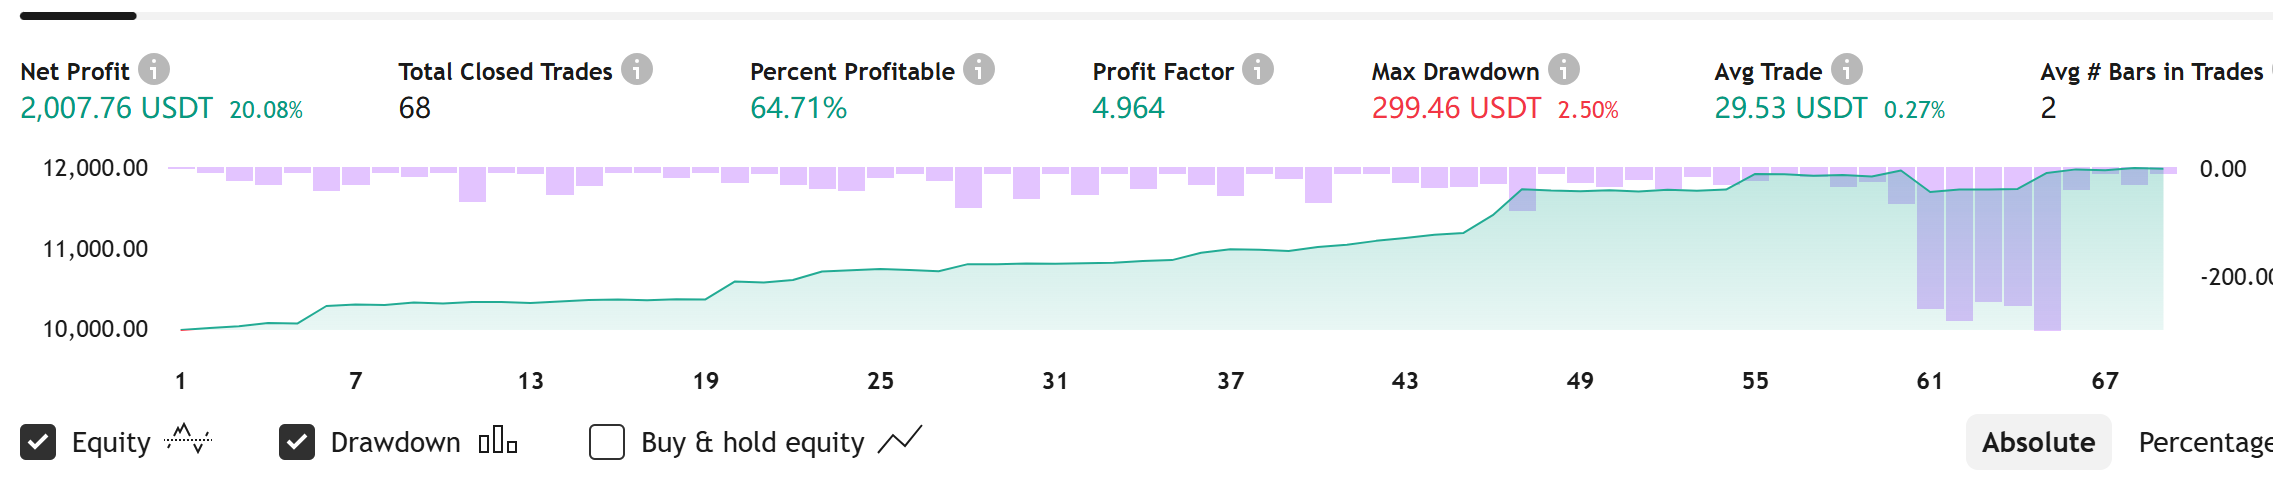 Net Profit Total Closed Trades Percent Profitable Profit Factor Max Drawdown Avg Trade Avg # Bars in Trades
2,007.76 USDT 20.08% 68 64.71% 4.964 299.46 USDT 2.50% 29.53 USDT 0.27% 2
12,000.00 0.00
11,000.00
-200.00
10,000.00
1 7 13 19 25 31 37 43 49 55 61 67
Equity Drawdown Buy & hold equity Absolute Percentage